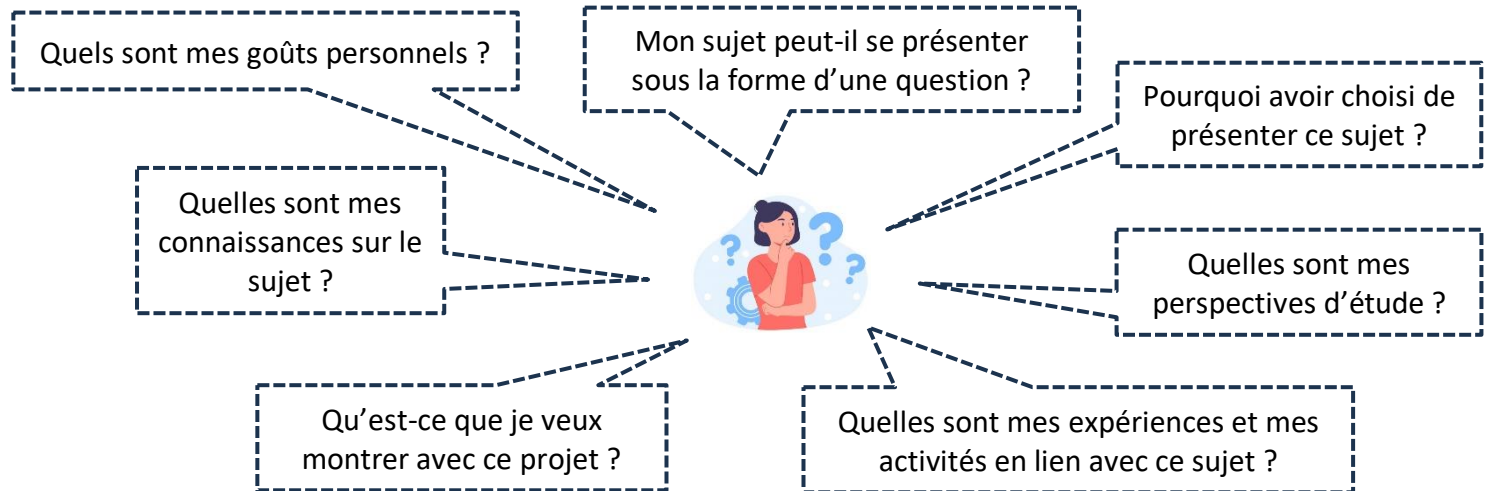 Quels sont mes goûts personnels ?
Mon sujet peut-il se présenter
sous la forme d’une question ?
Pourquoi avoir choisi de
présenter ce sujet ?
Quelles sont mes
connaissances sur le
sujet ?
Quelles sont mes
perspectives d’étude ?
Qu’est-ce que je veux
montrer avec ce projet ?
Quelles sont mes expériences et mes
activités en lien avec ce sujet ?